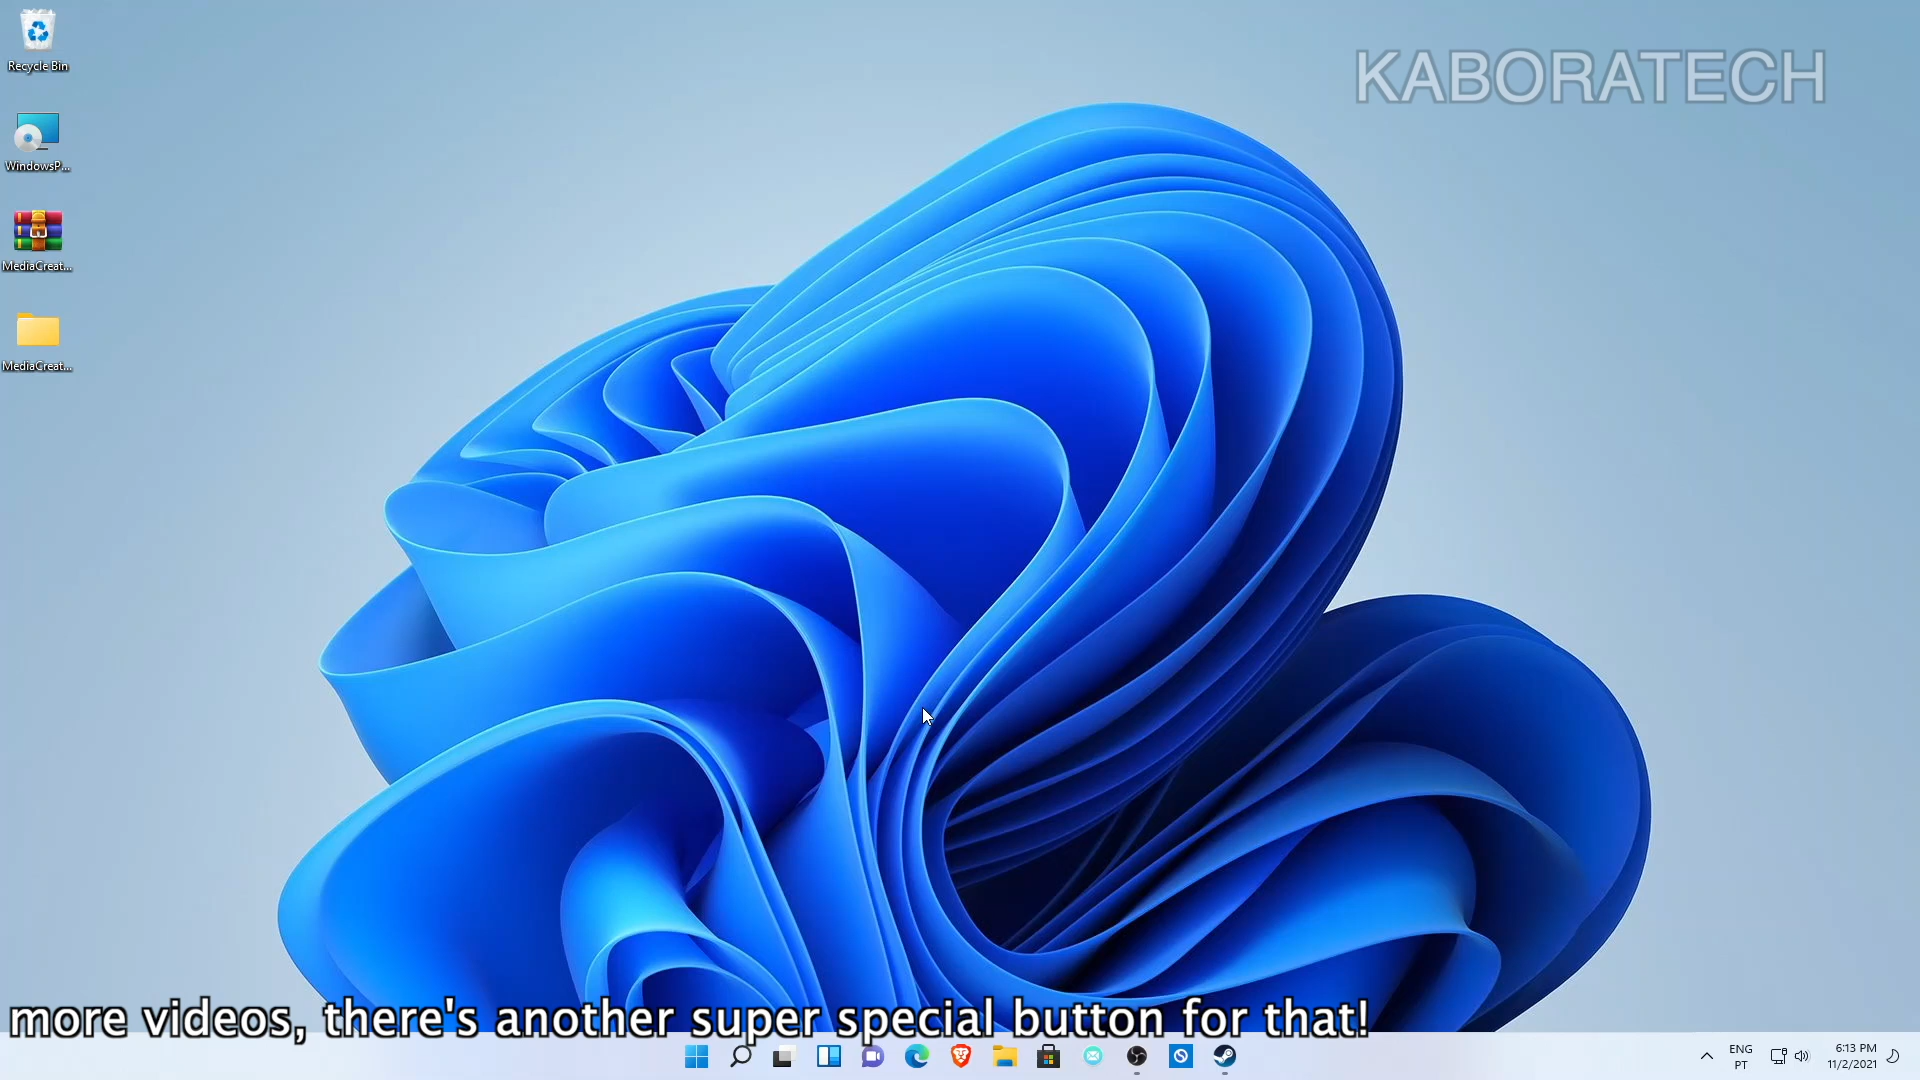 KABORATECH
Recycle Bin
WindowsP...
MediaCreat...
MediaCreat...
more videos, there's another super special button for that!
ENG
PT
6:13 PM
11/2/2021